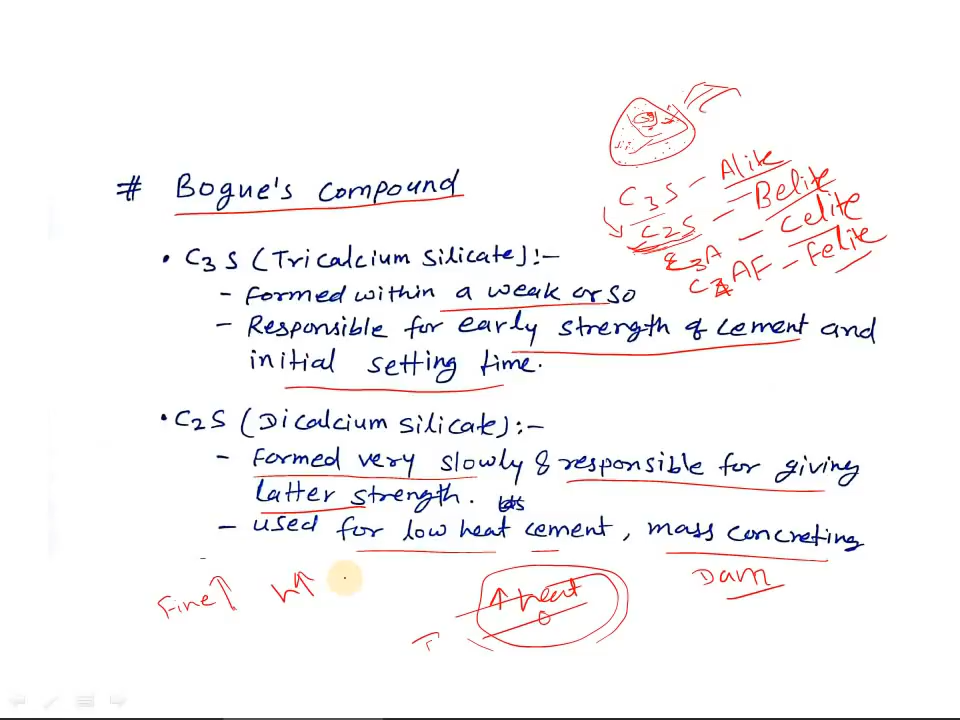 C3S - Alite
C2S - Belite
C3A - Celite
C4AF - Felite
# Bogue's compound
• C3 S (Tricalcium silicate):-
- Formed within a weak or so
- Responsible for early strength of cement and
initial setting time.
• C2S (Dicalcium silicate):-
- Formed very slowly & responsible for giving
latter strength.
- used for low heat cement, mass concreting
Dam
Fine↑ h↑
↑ heat